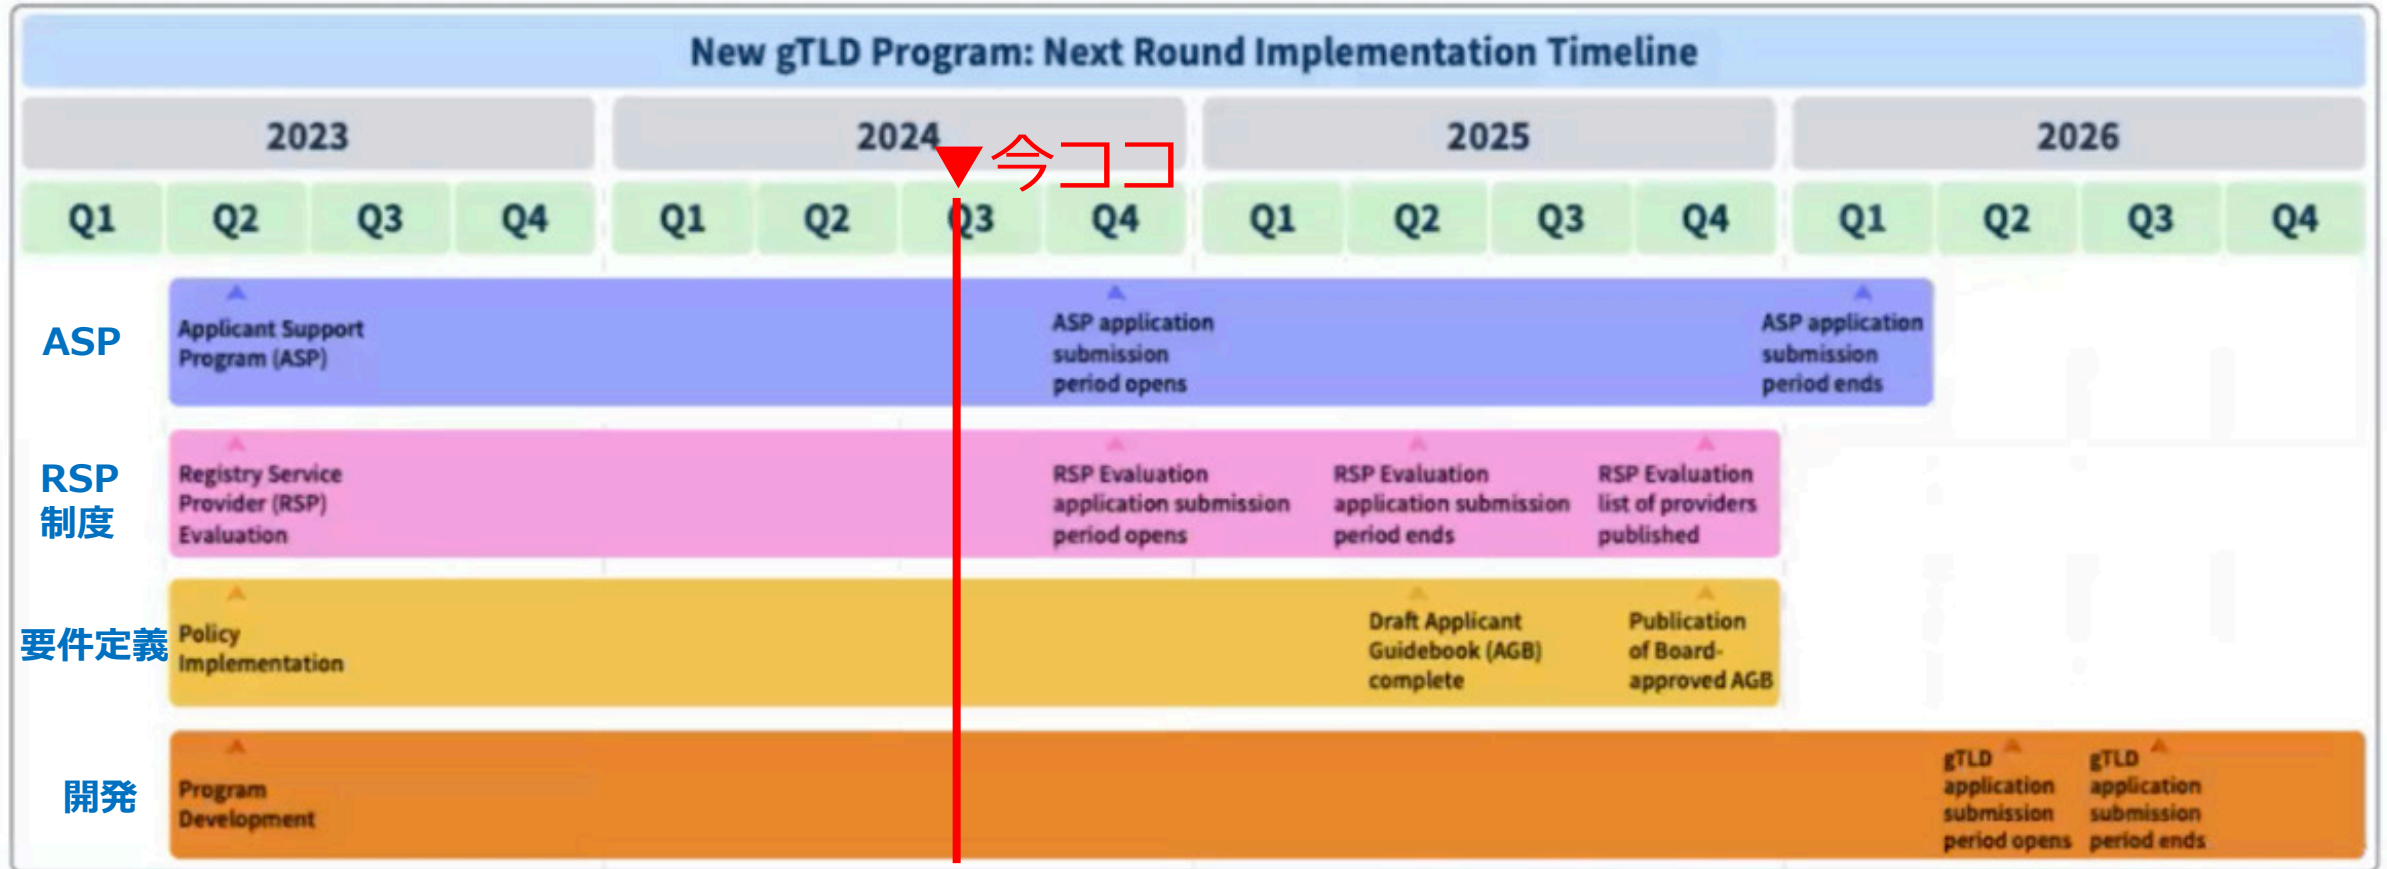 New gTLD Program: Next Round Implementation Timeline
2023
2024
2025
2026
今ココ
Q1
Q2
Q3
Q4
Q1
Q2
Q3
Q4
Q1
Q2
Q3
Q4
Q1
Q2
Q3
Q4
ASP
Applicant Support
Program (ASP)
ASP application
submission
period opens
ASP application
submission
period ends
RSP
制度
Registry Service
Provider (RSP)
Evaluation
RSP Evaluation
application submission
period opens
RSP Evaluation
application submission
period ends
RSP Evaluation
list of providers
published
要件定義
Policy
Implementation
Draft Applicant
Guidebook (AGB)
complete
Publication
of Board-
approved AGB
開発
Program
Development
gTLD
application
submission
period opens
gTLD
application
submission
period ends